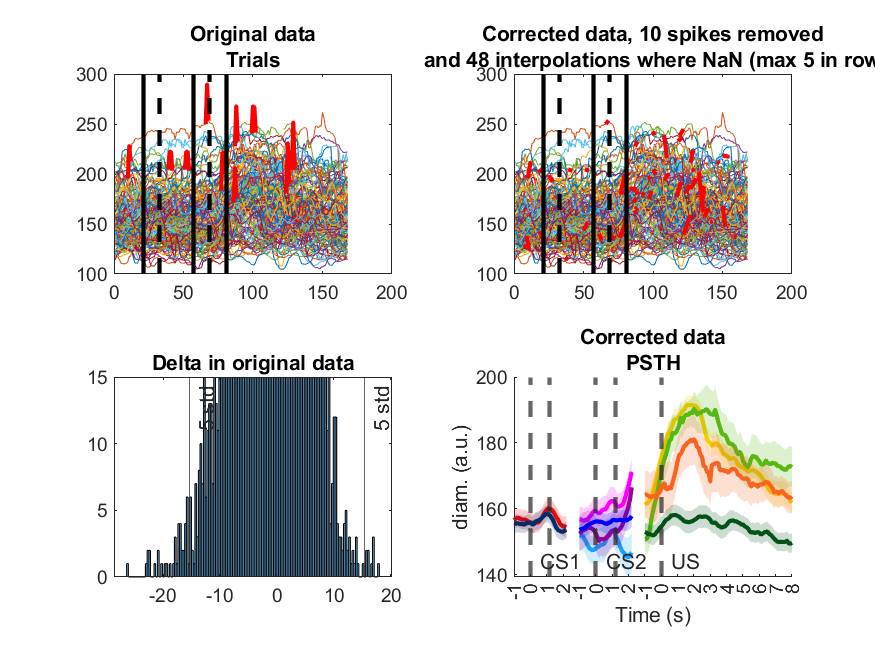 Original data
Trials
300
250
200
150
100
0 50 100 150 200
Corrected data, 10 spikes removed
and 48 interpolations where NaN (max 5 in row
300
250
200
150
100
0 50 100 150 200
Delta in original data
15
10
5
0
-20 -10 0 10 20
5 std
5 std
Corrected data
PSTH
200
180
160
140
diam. (a.u.)
CS1 CS2 US
-1 0 1 2 -1 0 1 2 -1 0 1 2 3 4 5 6 7 8
Time (s)